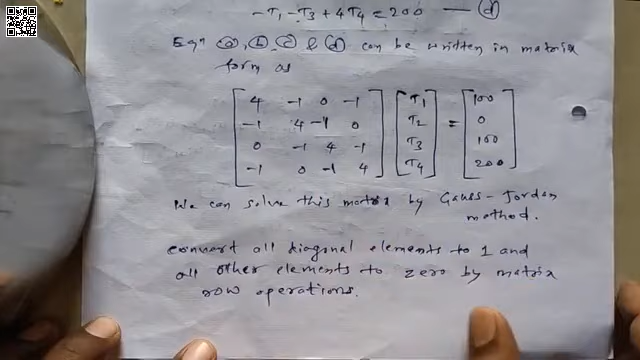 -T1 - T3 + 4T4 = 200 — (d)
Eqn (a), (b), (c) & (d) can be written in matrix
form as
[4 -1 0 -1] [T1] [100]
[-1 4 -1 0] [T2] = [0]
[0 -1 4 -1] [T3] [100]
[-1 0 -1 4] [T4] [200]
We can solve this matrix by Gauss-Jordan
method.
convert all diagonal elements to 1 and
all other elements to zero by matrix
row operations.